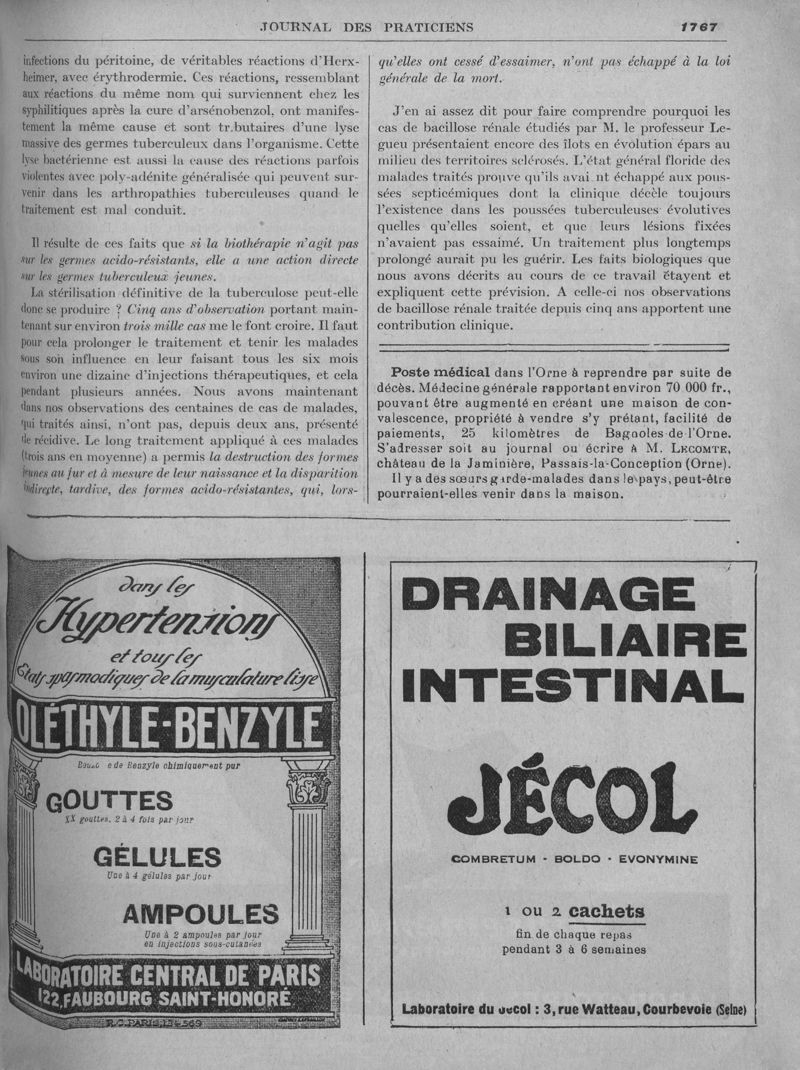 JOURNAL DES PRATICIENS 1767
infections du péritoine, de véritables réactions d'Herx-
heimer, avec érythrodermie. Ces réactions, ressemblant
aux réactions du même nom qui surviennent chez les
syphilitiques après la cure d'arsénobenzol, ont manifes-
tement la même cause et sont tr.butaires d'une lyse
massive des germes tuberculeux dans l'organisme. Cette
lyse bactérienne est aussi la cause des réactions parfois
violentes avec poly-adénite généralisée qui peuvent sur-
venir dans les arthropathies tuberculeuses quand le
traitement est mal conduit.
Il résulte de ces faits que si la biothérapie n'agit pas
sur les germes acido-résistants, elle a une action directe
sur les germes tuberculeux jeunes.
La stérilisation définitive de la tuberculose peut-elle
donc se produire ? Cinq ans d'observation portant main-
tenant sur environ trois mille cas me le font croire. Il faut
pour cela prolonger le traitement et tenir les malades
sous son influence en leur faisant tous les six mois
environ une dizaine d'injections thérapeutiques, et cela
pendant plusieurs années. Nous avons maintenant
dans nos observations des centaines de cas de malades,
qui traités ainsi, n'ont pas, depuis deux ans, présenté
de récidive. Le long traitement appliqué à ces malades
(trois ans en moyenne) a permis la destruction des formes
jeunes au fur et à mesure de leur naissance et la disparition
indirecte, tardive, des formes acido-résistantes, qui, lors-
qu'elles ont cessé d'essaimer, n'ont pas échappé à la loi
générale de la mort.
J'en ai assez dit pour faire comprendre pourquoi les
cas de bacillose rénale étudiés par M. le professeur Le-
gueu présentaient encore des îlots en évolution épars au
milieu des territoires sclérosés. L'état général floride des
malades traités prouve qu'ils avai nt échappé aux pous-
sées septicémiques dont la clinique décèle toujours
l'existence dans les poussées tuberculeuses évolutives
quelles qu'elles soient, et que leurs lésions fixées
n'avaient pas essaimé. Un traitement plus longtemps
prolongé aurait pu les guérir. Les faits biologiques que
nous avons décrits au cours de ce travail étayent et
expliquent cette prévision. A celle-ci nos observations
de bacillose rénale traitée depuis cinq ans apportent une
contribution clinique.
Poste médical dans l'Orne à reprendre par suite de
décès. Médecine générale rapportant environ 70 000 fr.,
pouvant être augmenté en créant une maison de con-
valescence, propriété à vendre s'y prêtant, facilité de
paiements, 25 kilomètres de Bagnoles de l'Orne.
S'adresser soit au journal ou écrire à M. LECOMTE,
château de la Jaminière, Passais-la-Conception (Orne).
Il y a des sœurs garde-malades dans le pays, peut-être
pourraient-elles venir dans la maison.
dans les
Hypertensions
et tous les
états spasmodiques de la musculature lisse
OLÉTHYLE-BENZYLE
e de Benzyle chimiquement pur
GOUTTES
XX gouttes, 2 à 4 fois par jour
GÉLULES
Une à 4 gélules par jour
AMPOULES
Une à 2 ampoules par jour
en injections sous-cutanées
LABORATOIRE CENTRAL DE PARIS
122, FAUBOURG SAINT-HONORÉ
R.C. PARIS 134-569
DRAINAGE
BILIAIRE
INTESTINAL
JÉCOL
COMBRETUM - BOLDO - EVONYMINE
1 OU 2 cachets
fin de chaque repas
pendant 3 à 6 semaines
Laboratoire du Jécol : 3, rue Watteau, Courbevoie (Seine)